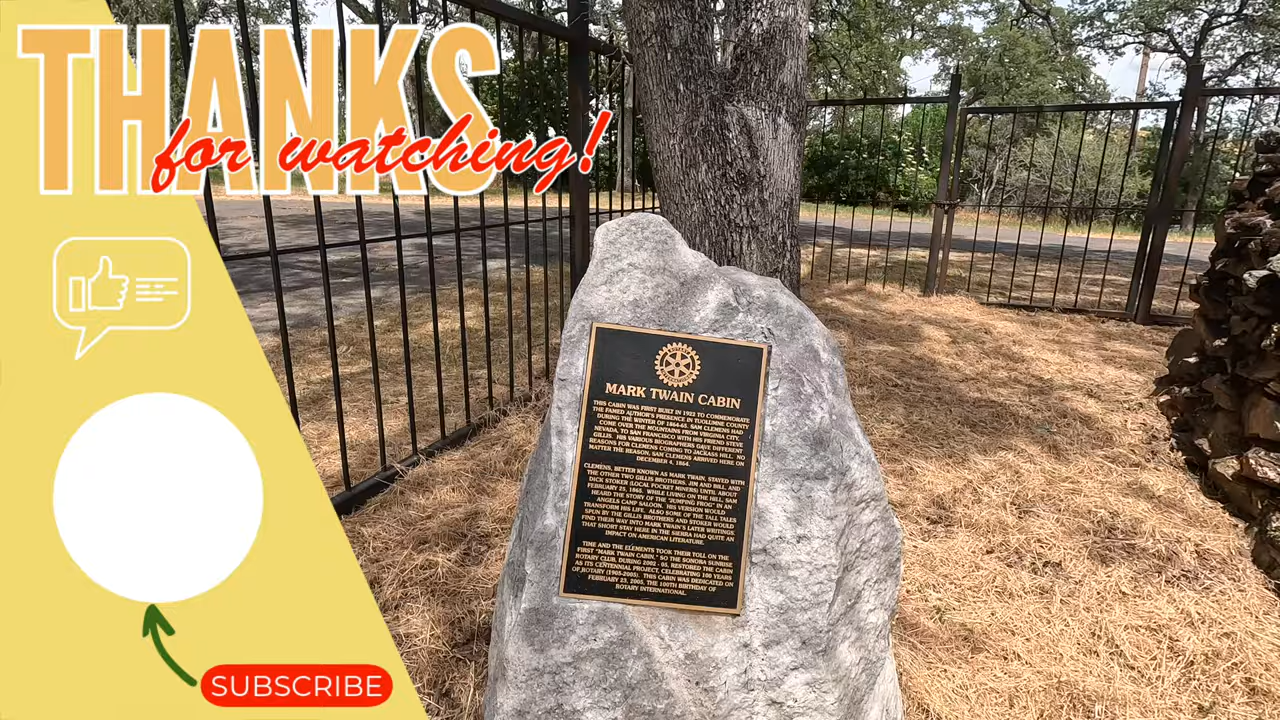 THANKS
for watching!
SUBSCRIBE
MARK TWAIN CABIN
THIS CABIN WAS FIRST BUILT IN 1922 TO COMMEMORATE
THE FAMED AUTHOR'S PRESENCE IN TUOLUMNE COUNTY
DURING THE WINTER OF 1864-65. SAM CLEMENS HAD
COME OVER THE MOUNTAINS FROM VIRGINIA CITY,
NEVADA, TO SAN FRANCISCO WITH HIS FRIEND STEVE
GILLIS. HIS VARIOUS BIOGRAPHERS GAVE DIFFERENT
REASONS FOR CLEMENS COMING TO JACKASS HILL. NO
MATTER THE REASON, SAM CLEMENS ARRIVED HERE ON
DECEMBER 4, 1864.
CLEMENS, BETTER KNOWN AS MARK TWAIN, STAYED WITH
THE OTHER TWO GILLIS BROTHERS, JIM AND BILL, AND
DICK STOKER (LOCAL POCKET MINERS) UNTIL ABOUT
FEBRUARY 25, 1865. WHILE LIVING ON THE HILL, SAM
HEARD THE STORY OF THE "JUMPING FROG" IN AN
ANGELS CAMP SALOON. HIS VERSION WOULD
TRANSFORM HIS LIFE. ALSO SOME OF THE TALL TALES
SPUN BY THE GILLIS BROTHERS AND STOKER WOULD
FIND THEIR WAY INTO MARK TWAIN'S LATER WRITINGS.
THAT SHORT STAY HERE IN THE SIERRA HAD QUITE AN
IMPACT ON AMERICAN LITERATURE.
TIME AND THE ELEMENTS TOOK THEIR TOLL ON THE
FIRST "MARK TWAIN CABIN," SO THE SONORA SUNRISE
ROTARY CLUB, DURING 2002 - 05, RESTORED THE CABIN
AS ITS CENTENNIAL PROJECT, CELEBRATING 100 YEARS
OF ROTARY (1905-2005). THIS CABIN WAS DEDICATED ON
FEBRUARY 23, 2005, THE 100TH BIRTHDAY OF
ROTARY INTERNATIONAL.